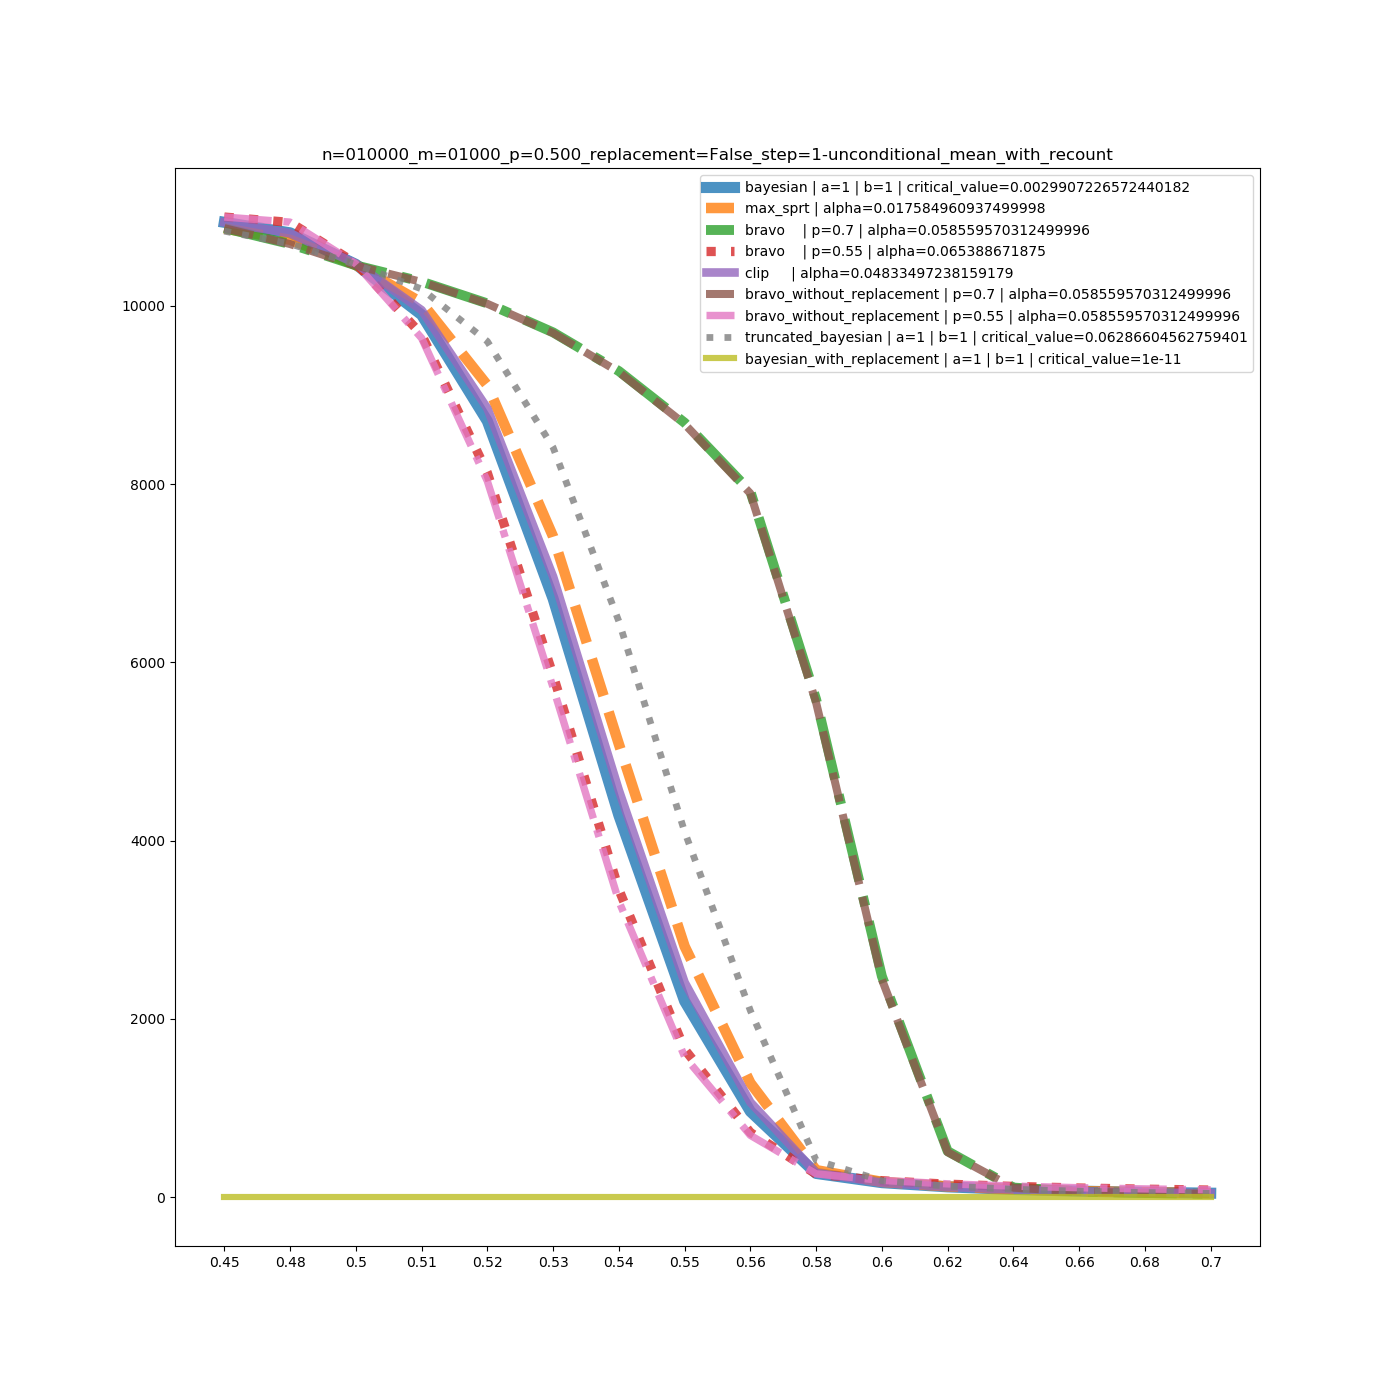 n=010000_m=01000_p=0.500_replacement=False_step=1-unconditional_mean_with_recount
bayesian | a=1 | b=1 | critical_value=0.0029907226572440182
max_sprt | alpha=0.017584960937499998
bravo    | p=0.7 | alpha=0.058559570312499996
bravo    | p=0.55 | alpha=0.065388671875
clip     | alpha=0.04833497238159179
bravo_without_replacement | p=0.7 | alpha=0.058559570312499996
bravo_without_replacement | p=0.55 | alpha=0.058559570312499996
truncated_bayesian | a=1 | b=1 | critical_value=0.06286604562759401
bayesian_with_replacement | a=1 | b=1 | critical_value=1e-11
10000
8000
6000
4000
2000
0
0.45 0.48 0.5 0.51 0.52 0.53 0.54 0.55 0.56 0.58 0.6 0.62 0.64 0.66 0.68 0.7